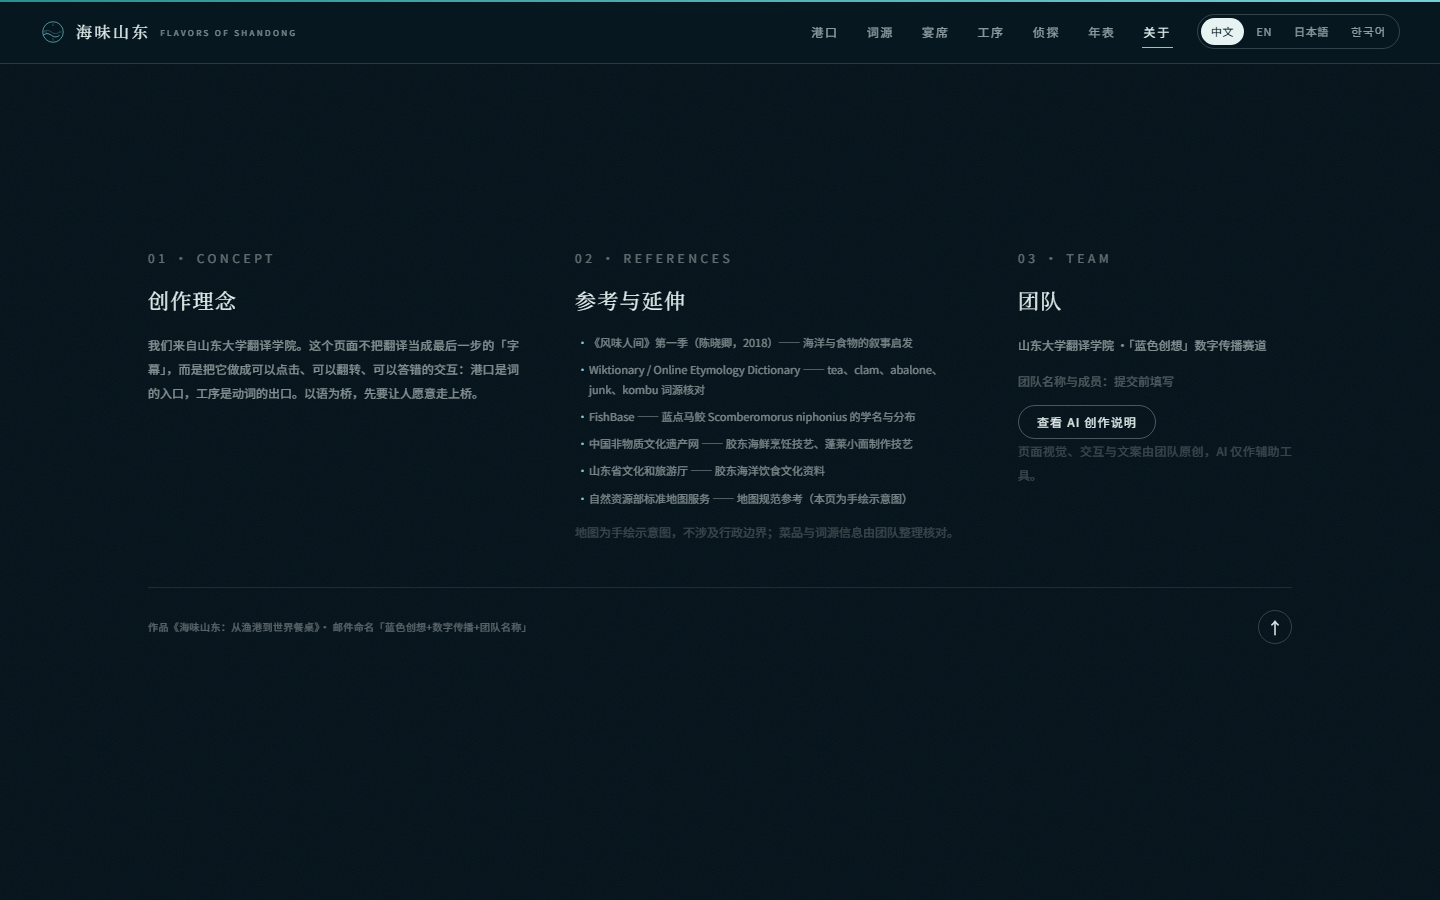 海味山东 FLAVORS OF SHANDONG
港口 词源 宴席 工序 侦探 年表 关于 中文 EN 日本語 한국어
01 · CONCEPT
创作理念
我们来自山东大学翻译学院。这个页面不把翻译当成最后一步的「字
幕」，而是把它做成可以点击、可以翻转、可以答错的交互：港口是词
的入口，工序是动词的出口。以语为桥，先要让人愿意走上桥。
02 · REFERENCES
参考与延伸
· 《风味人间》第一季（陈晓卿，2018）—— 海洋与食物的叙事启发
· Wiktionary / Online Etymology Dictionary —— tea、clam、abalone、
junk、kombu 词源核对
· FishBase —— 蓝点马鲛 Scomberomorus niphonius 的学名与分布
· 中国非物质文化遗产网 —— 胶东海鲜烹饪技艺、蓬莱小面制作技艺
· 山东省文化和旅游厅 —— 胶东海洋饮食文化资料
· 自然资源部标准地图服务 —— 地图规范参考（本页为手绘示意图）
地图为手绘示意图，不涉及行政边界；菜品与词源信息由团队整理核对。
03 · TEAM
团队
山东大学翻译学院 ·「蓝色创想」数字传播赛道
团队名称与成员：提交前填写
查看 AI 创作说明
页面视觉、交互与文案由团队原创，AI 仅作辅助工
具。
作品《海味山东：从渔港到世界餐桌》· 邮件命名「蓝色创想+数字传播+团队名称」
↑